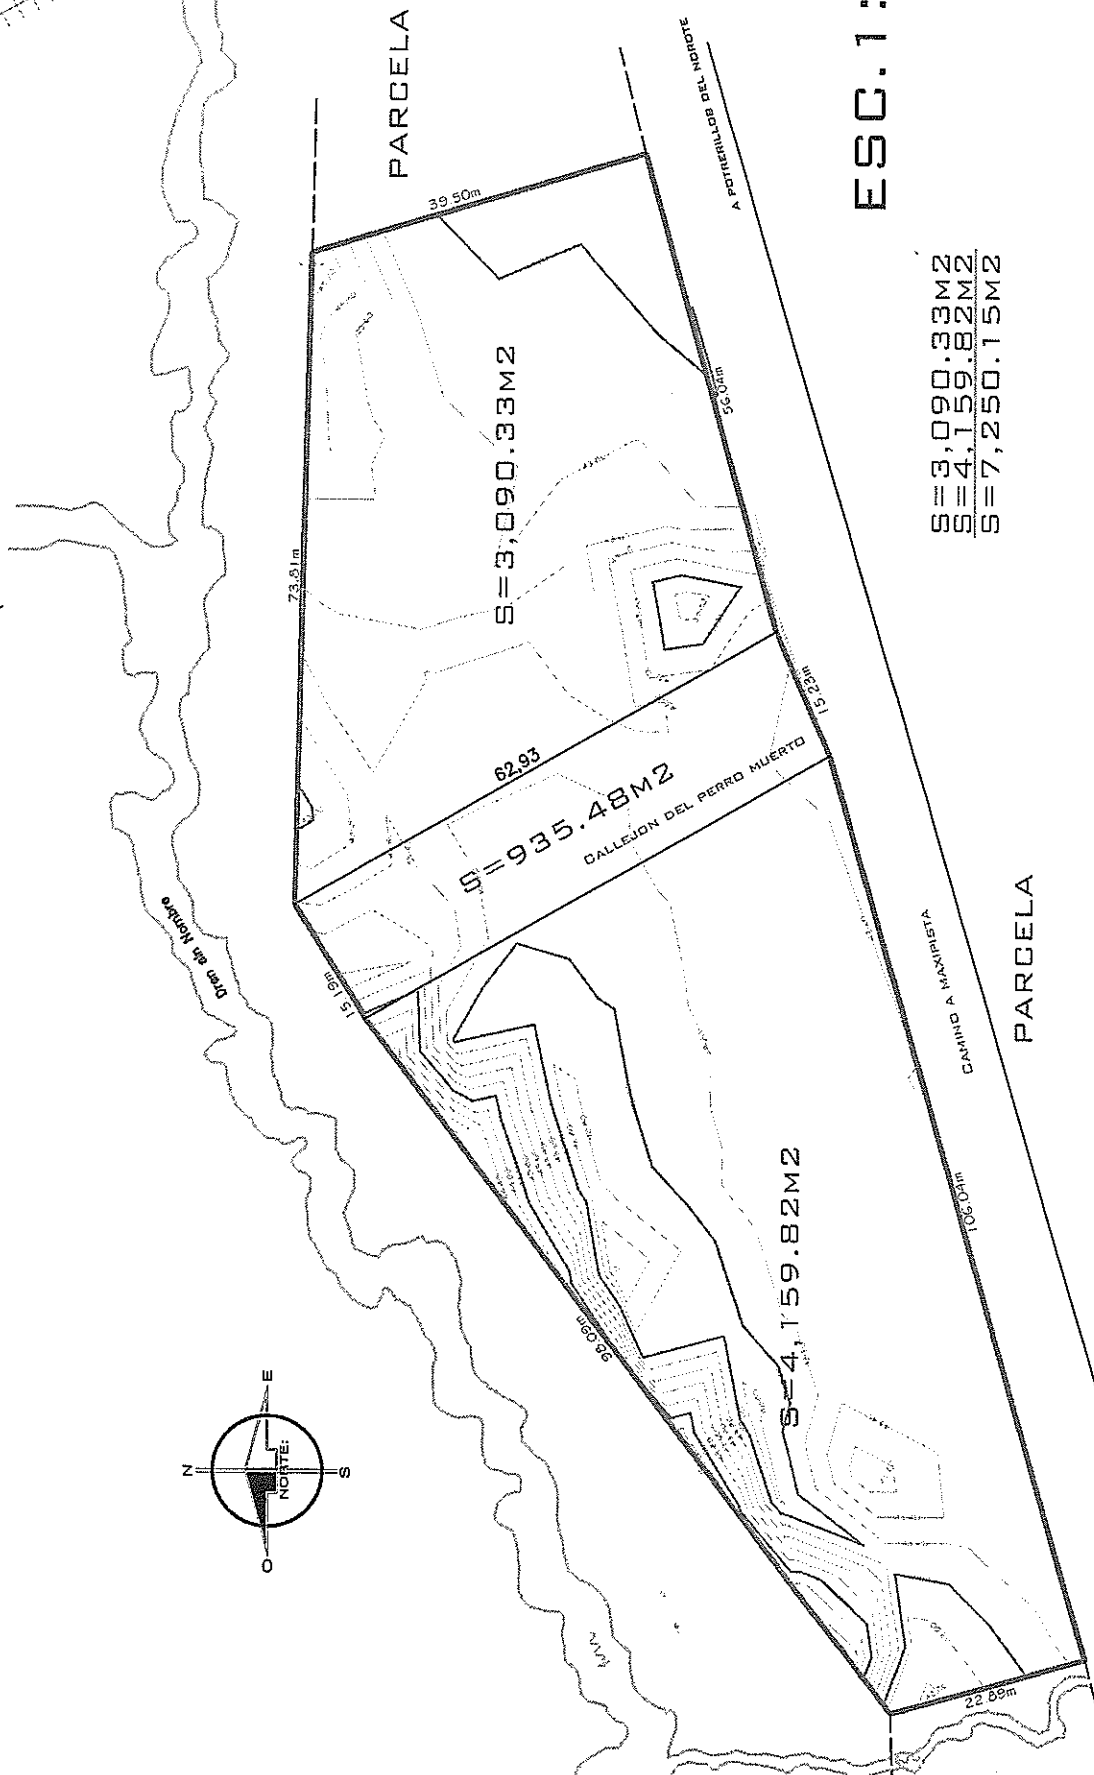 PARCELA
A POTRERILLOS DEL NOROTE
ESC. 1:
39.50m
73.81m
S=3,090.33M2
56.04m
S=3,090.33M2
S=4,159.82M2
S=7,250.15M2
62,93
15.23m
S=935.48M2
CALLEJON DEL PERRO MUERTO
Dren sin Nombre
15.19m
CAMINO A MAXIPISTA
PARCELA
98.09m
S=4,159.82M2
106.04m
22.89m
N
E
S
O
NORTE: